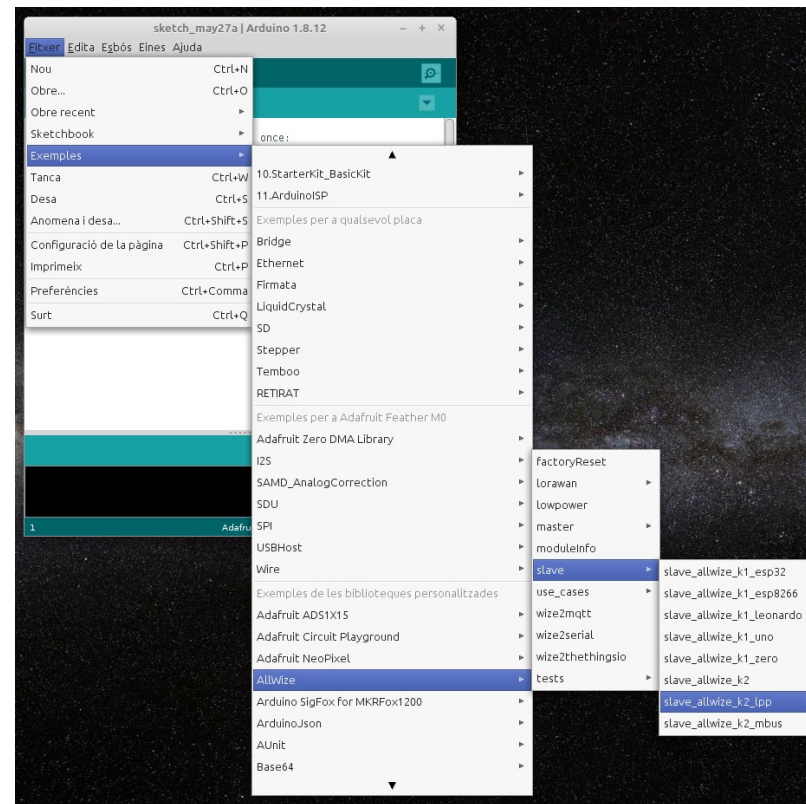 sketch_may27a | Arduino 1.8.12
Fitxer Edita Esbós Eines Ajuda
Nou Ctrl+N
Obre... Ctrl+O
Obre recent
Sketchbook
Exemples
Tanca Ctrl+W
Desa Ctrl+S
Anomena i desa... Ctrl+Shift+S
Configuració de la pàgina Ctrl+Shift+P
Imprimeix Ctrl+P
Preferències Ctrl+Comma
Surt Ctrl+Q
once:
1 Adafru
10.StarterKit_BasicKit
11.ArduinoISP
Exemples per a qualsevol placa
Bridge
Ethernet
Firmata
LiquidCrystal
SD
Stepper
Temboo
RETIRAT
Exemples per a Adafruit Feather M0
Adafruit Zero DMA Library
I2S
SAMD_AnalogCorrection
SDU
SPI
USBHost
Wire
Exemples de les biblioteques personalitzades
Adafruit ADS1X15
Adafruit Circuit Playground
Adafruit NeoPixel
AllWize
Arduino SigFox for MKRFox1200
ArduinoJson
AUnit
Base64
factoryReset
lorawan
lowpower
master
moduleInfo
slave
use_cases
wize2mqtt
wize2serial
wize2thethingsio
tests
slave_allwize_k1_esp32
slave_allwize_k1_esp8266
slave_allwize_k1_leonardo
slave_allwize_k1_uno
slave_allwize_k1_zero
slave_allwize_k2
slave_allwize_k2_lpp
slave_allwize_k2_mbus